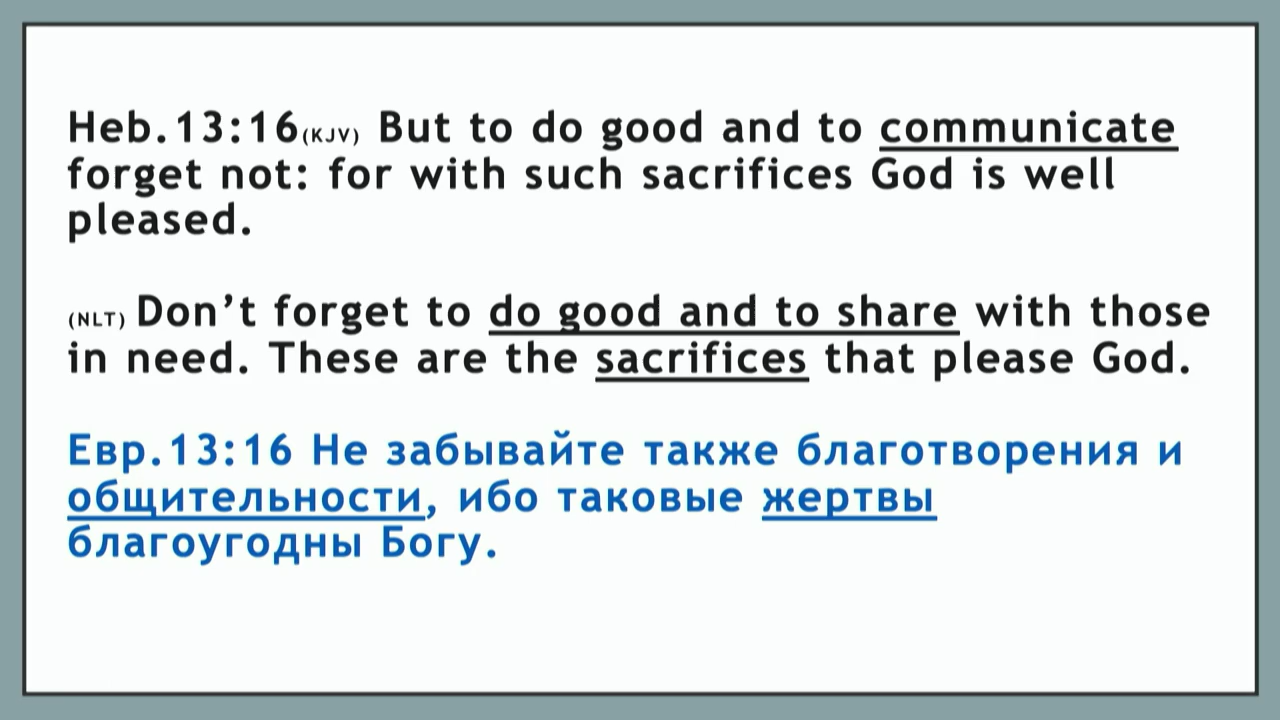 Heb.13:16(KJV) But to do good and to communicate
forget not: for with such sacrifices God is well
pleased.
(NLT) Don’t forget to do good and to share with those
in need. These are the sacrifices that please God.
Евр.13:16 Не забывайте также благотворения и
общительности, ибо таковые жертвы
благоугодны Богу.